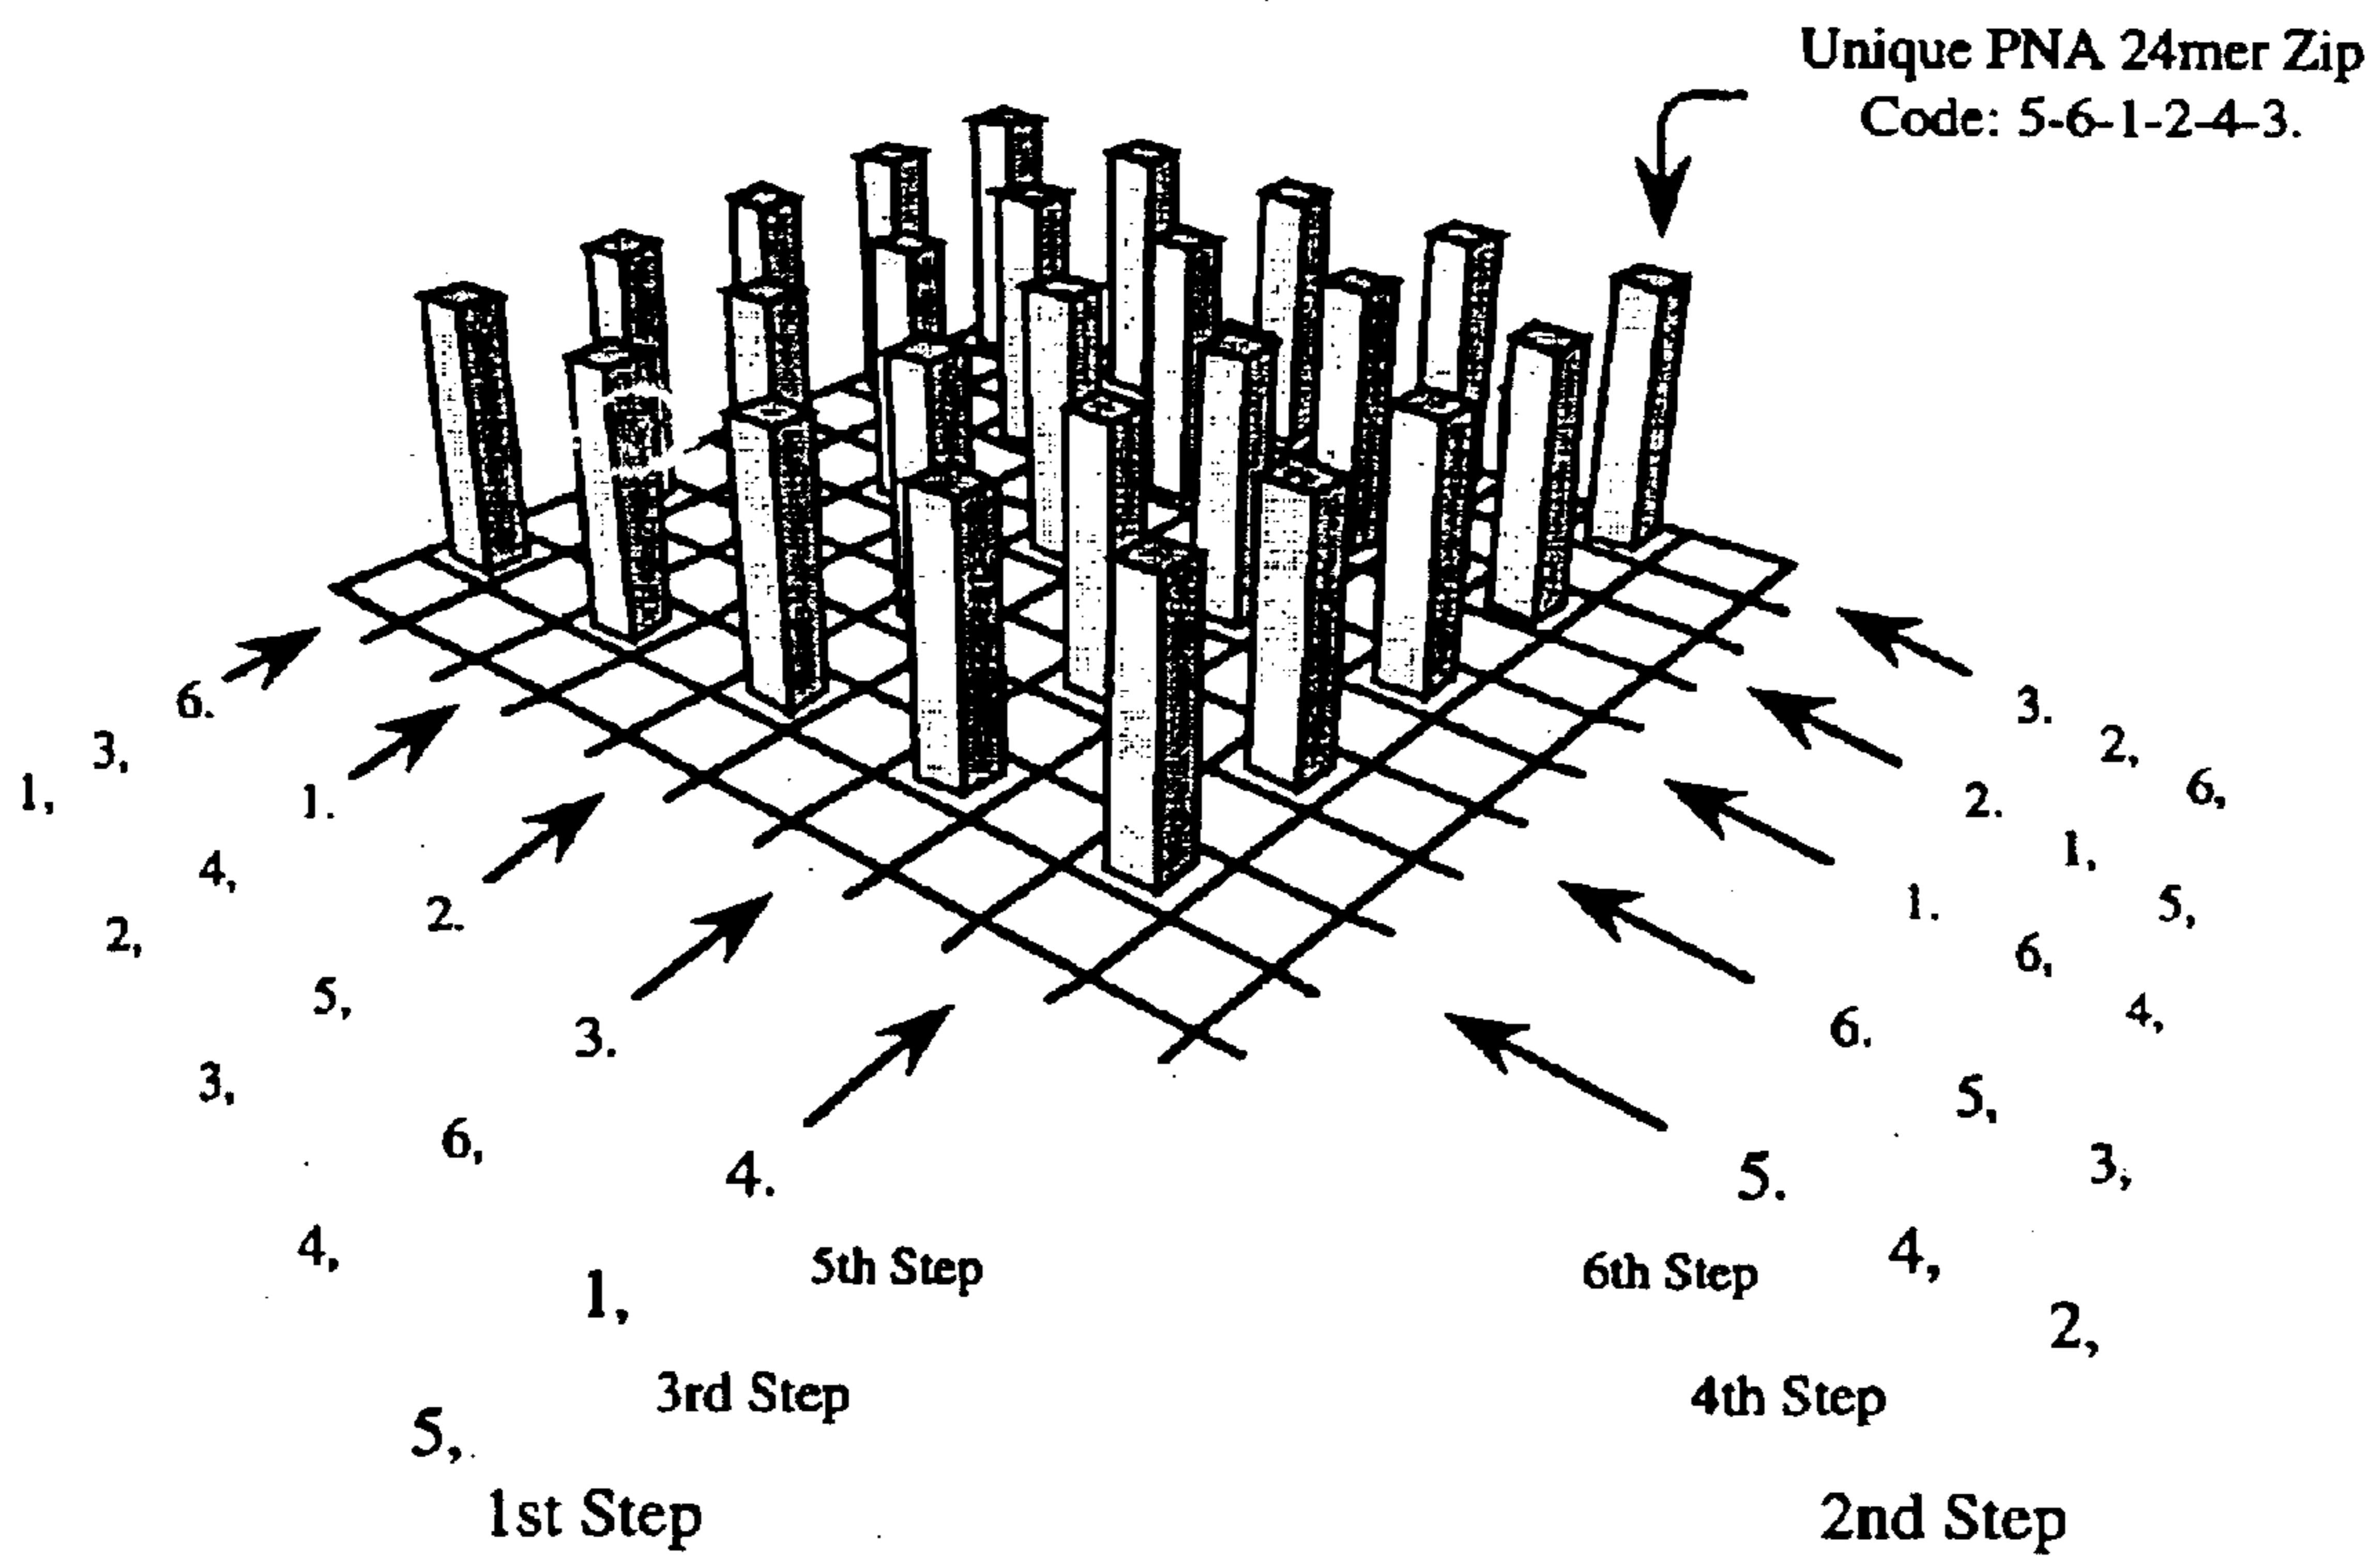 Unique PNA 24mer Zip
Code: 5-6-1-2-4-3.
1, 3, 6.
2, 4, 1.
3, 5, 2.
4, 6, 3.
5, 1, 4.
3. 2, 6,
2. 1, 5,
1. 6, 4,
6. 5, 3,
5. 4, 2,
5th Step
6th Step
3rd Step
4th Step
1st Step
2nd Step